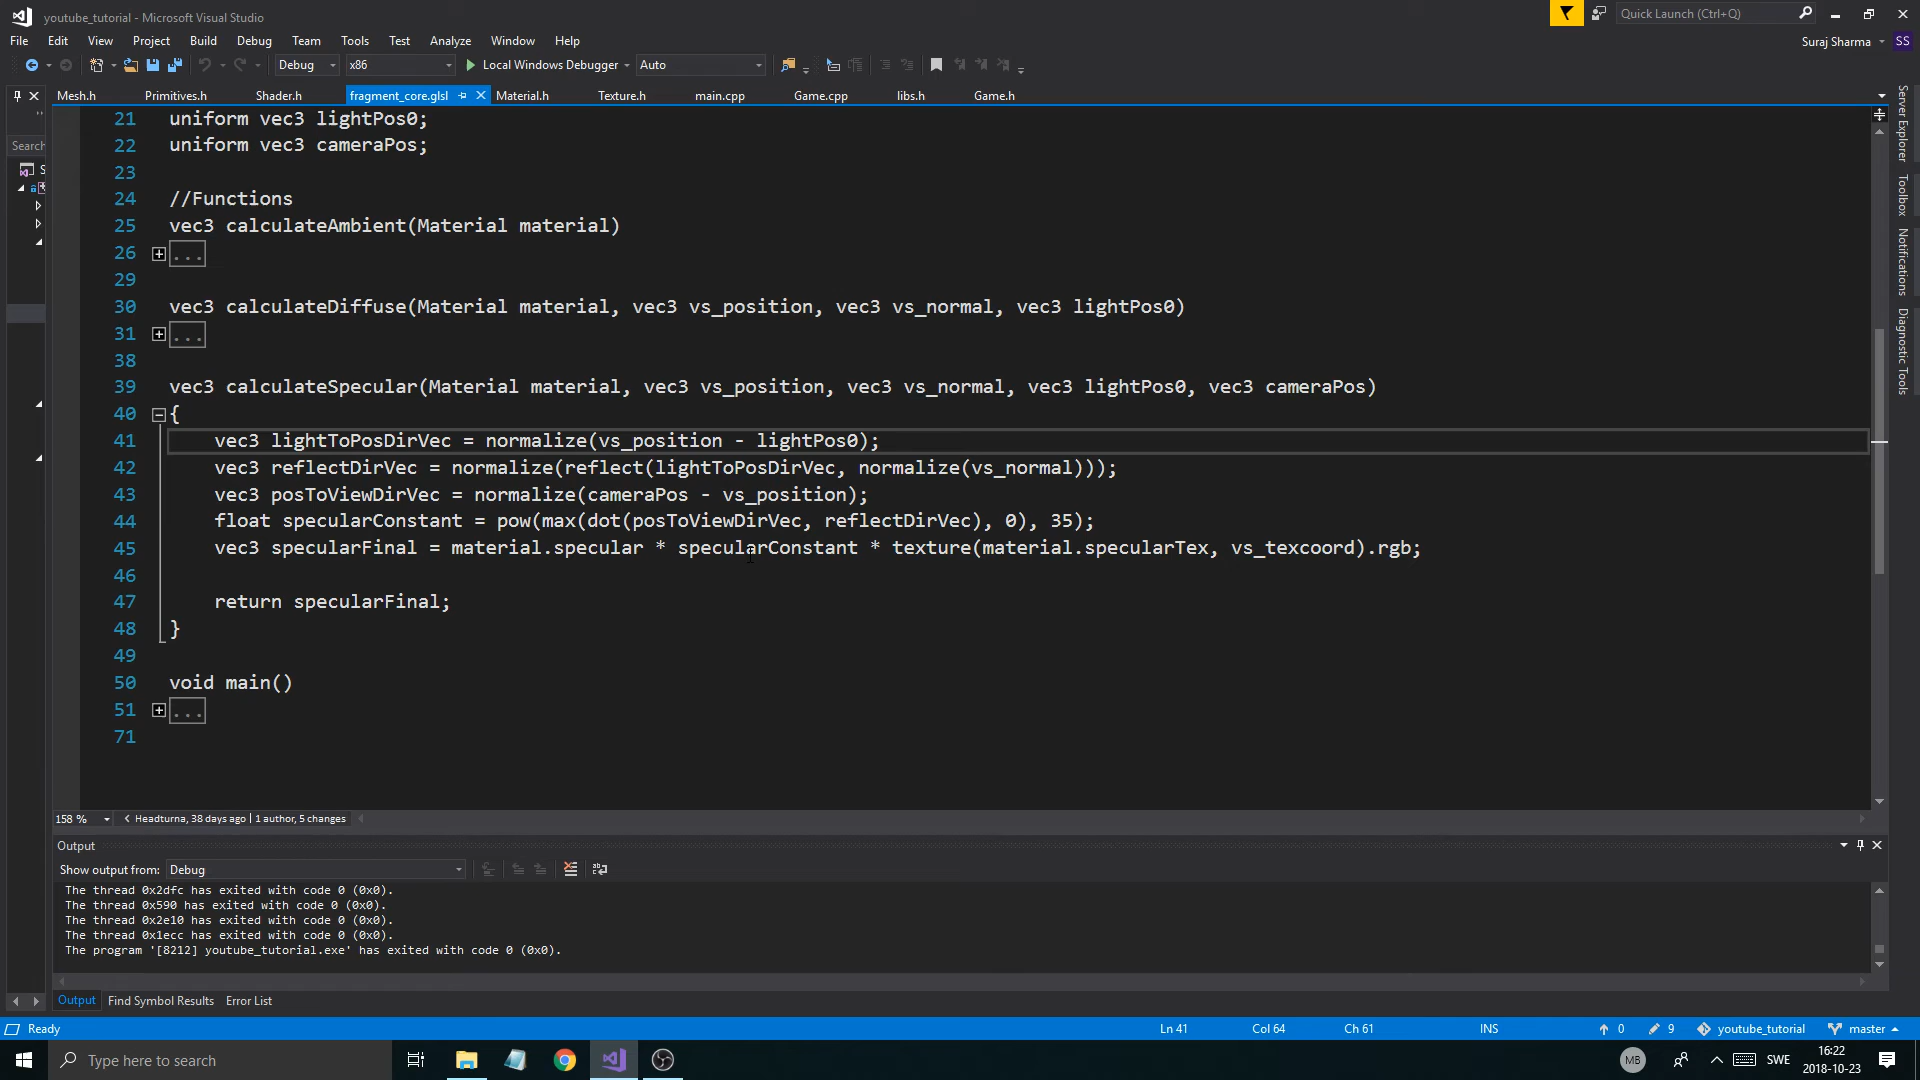 youtube_tutorial - Microsoft Visual Studio
Quick Launch (Ctrl+Q)
File Edit View Project Build Debug Team Tools Test Analyze Window Help
Suraj Sharma SS
Debug x86 Local Windows Debugger Auto
Mesh.h Primitives.h Shader.h fragment_core.glsl Material.h Texture.h main.cpp Game.cpp libs.h Game.h
Search
S
Server Explorer
Toolbox
Notifications
Diagnostic Tools
21 uniform vec3 lightPos0;
22 uniform vec3 cameraPos;
23
24 //Functions
25 vec3 calculateAmbient(Material material)
26 ...
29
30 vec3 calculateDiffuse(Material material, vec3 vs_position, vec3 vs_normal, vec3 lightPos0)
31 ...
38
39 vec3 calculateSpecular(Material material, vec3 vs_position, vec3 vs_normal, vec3 lightPos0, vec3 cameraPos)
40 {
41 vec3 lightToPosDirVec = normalize(vs_position - lightPos0);
42 vec3 reflectDirVec = normalize(reflect(lightToPosDirVec, normalize(vs_normal)));
43 vec3 posToViewDirVec = normalize(cameraPos - vs_position);
44 float specularConstant = pow(max(dot(posToViewDirVec, reflectDirVec), 0), 35);
45 vec3 specularFinal = material.specular * specularConstant * texture(material.specularTex, vs_texcoord).rgb;
46
47 return specularFinal;
48 }
49
50 void main()
51 ...
71
158 % Headturna, 38 days ago | 1 author, 5 changes
Output
Show output from: Debug
The thread 0x2dfc has exited with code 0 (0x0).
The thread 0x590 has exited with code 0 (0x0).
The thread 0x2e10 has exited with code 0 (0x0).
The thread 0x1ecc has exited with code 0 (0x0).
The program '[8212] youtube_tutorial.exe' has exited with code 0 (0x0).
Output Find Symbol Results Error List
Ready Ln 41 Col 64 Ch 61 INS 0 9 youtube_tutorial master
Type here to search
MB
SWE
16:22
2018-10-23